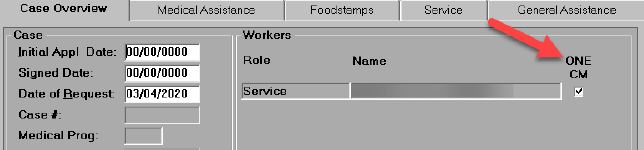 Case Overview Medical Assistance Foodstamps Service General Assistance
Case Workers
Initial Appl Date: 00/00/0000
Signed Date: 00/00/0000
Date of Request: 03/04/2020
Case #:
Medical Prog:
Role Name ONE CM
Service